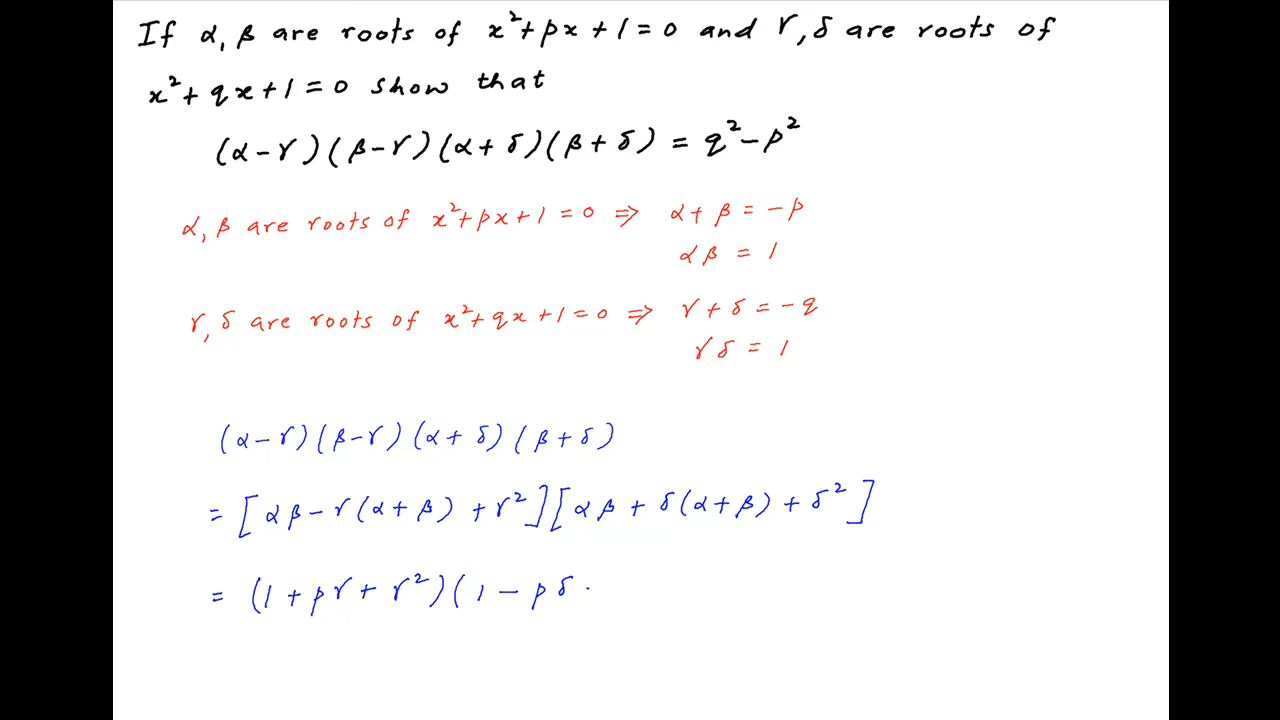 If α, β are roots of x²+px+1=0 and γ, δ are roots of
x²+qx+1=0 show that
(α-γ)(β-γ)(α+δ)(β+δ) = q²-p²
α, β are roots of x²+px+1=0 ⇒ α+β=-p
αβ = 1
γ, δ are roots of x²+qx+1=0 ⇒ γ+δ=-q
γδ = 1
(α-γ)(β-γ)(α+δ)(β+δ)
= [αβ-γ(α+β)+γ²][αβ+δ(α+β)+δ²]
= (1+pγ+γ²)(1-pδ